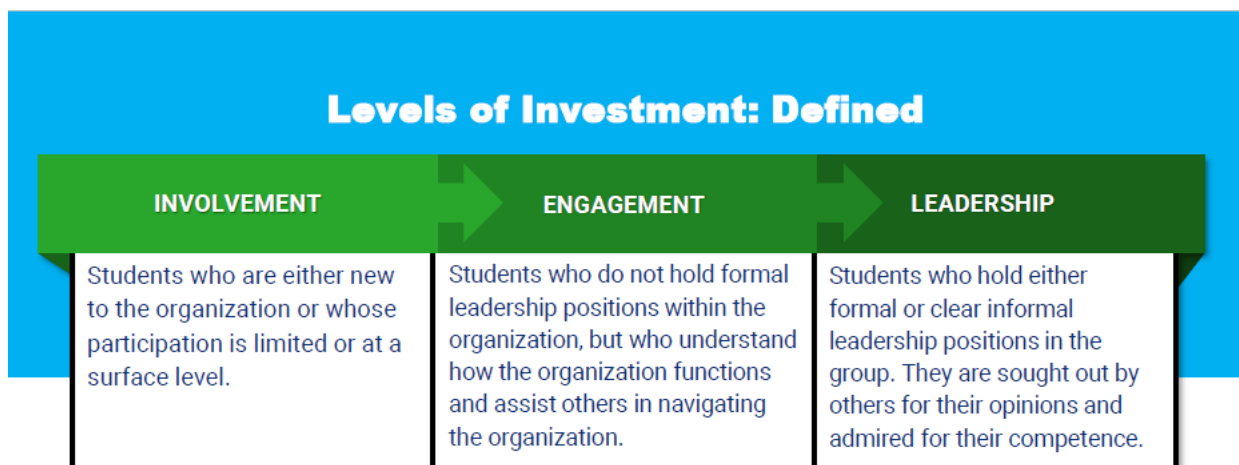 Levels of Investment: Defined
INVOLVEMENT
ENGAGEMENT
LEADERSHIP
Students who are either new
to the organization or whose
participation is limited or at a
surface level.
Students who do not hold formal
leadership positions within the
organization, but who understand
how the organization functions
and assist others in navigating
the organization.
Students who hold either
formal or clear informal
leadership positions in the
group. They are sought out by
others for their opinions and
admired for their competence.